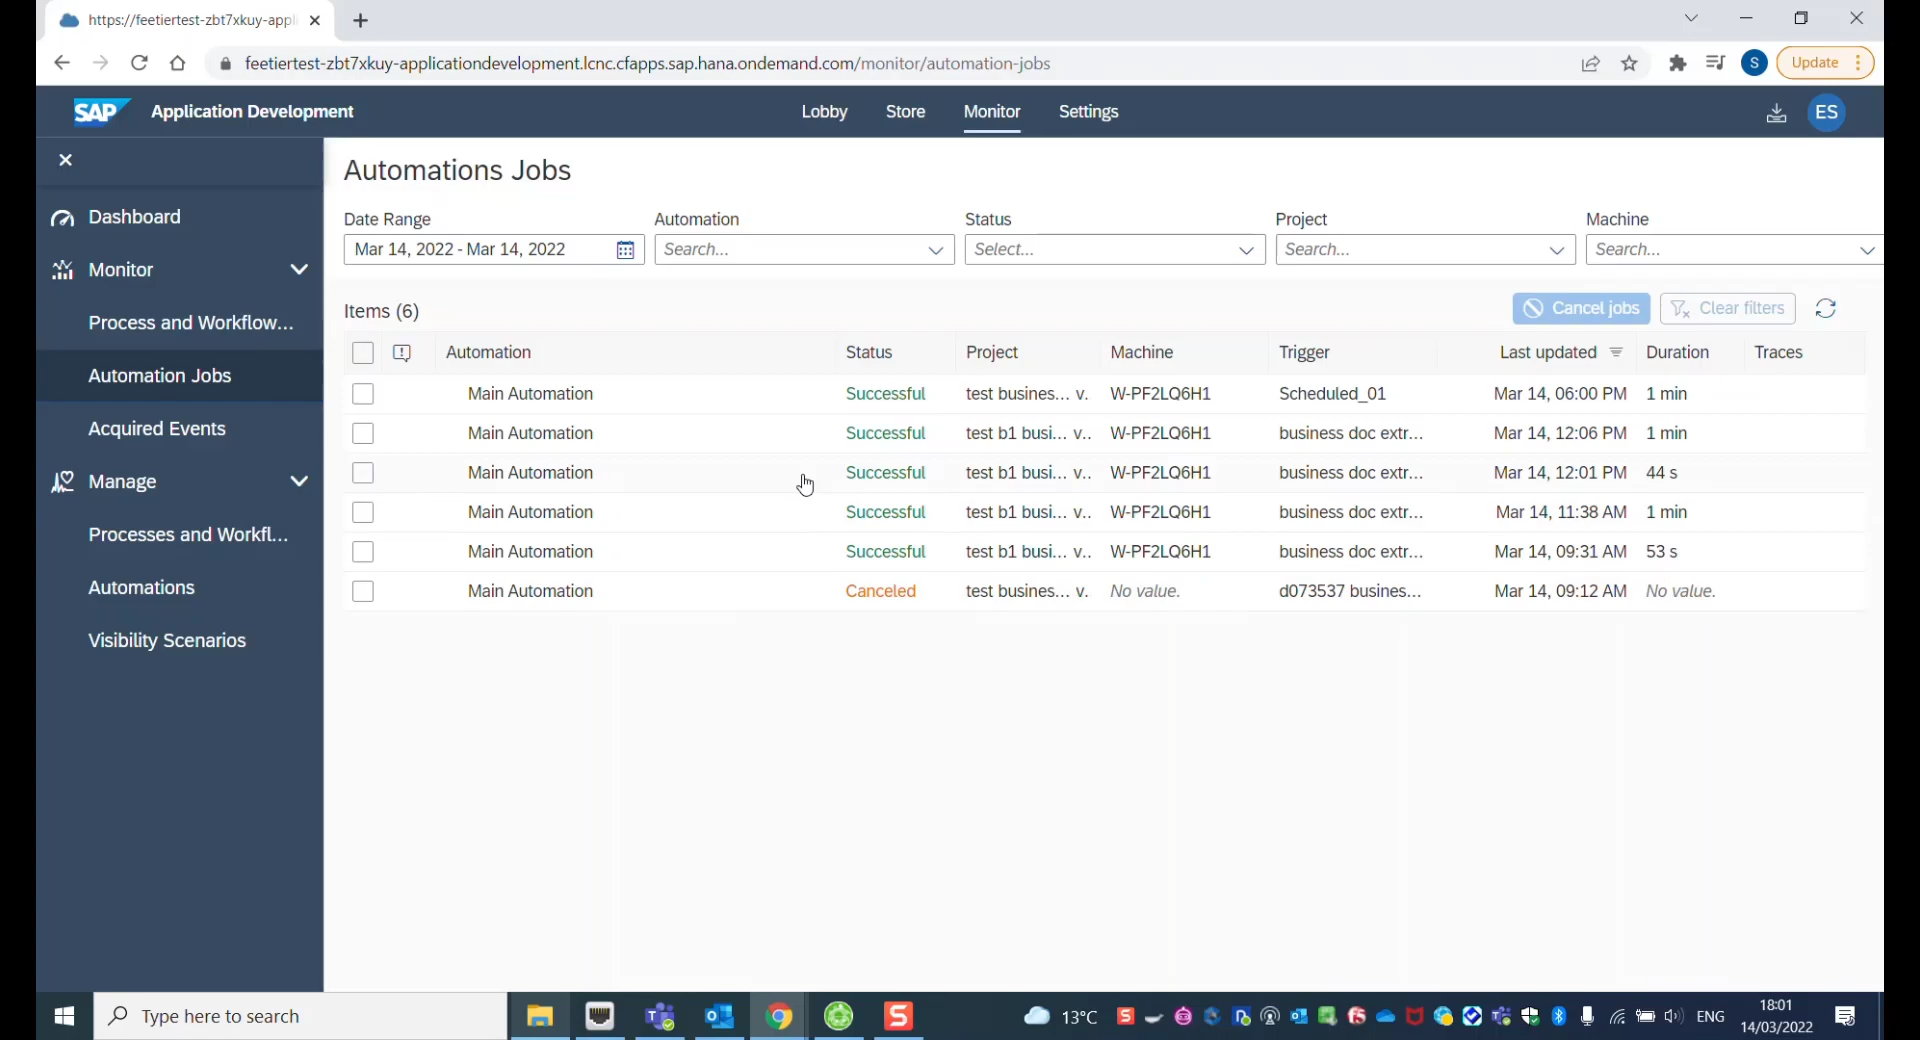 https://feetiertest-zbt7xkuy-appli
feetiertest-zbt7xkuy-applicationdevelopment.lcnc.cfapps.sap.hana.ondemand.com/monitor/automation-jobs
S
Update
SAP Application Development Lobby Store Monitor Settings ES
Dashboard
Monitor
Process and Workflow...
Automation Jobs
Acquired Events
Manage
Processes and Workfl...
Automations
Visibility Scenarios
Automations Jobs
Date Range Automation Status Project Machine
Mar 14, 2022 - Mar 14, 2022 Search... Select... Search... Search...
Items (6) Cancel jobs Clear filters
Automation Status Project Machine Trigger Last updated Duration Traces
Main Automation Successful test busines... v. W-PF2LQ6H1 Scheduled_01 Mar 14, 06:00 PM 1 min
Main Automation Successful test b1 busi... v.. W-PF2LQ6H1 business doc extr... Mar 14, 12:06 PM 1 min
Main Automation Successful test b1 busi... v.. W-PF2LQ6H1 business doc extr... Mar 14, 12:01 PM 44 s
Main Automation Successful test b1 busi... v.. W-PF2LQ6H1 business doc extr... Mar 14, 11:38 AM 1 min
Main Automation Successful test b1 busi... v.. W-PF2LQ6H1 business doc extr... Mar 14, 09:31 AM 53 s
Main Automation Canceled test busines... v. No value. d073537 busines... Mar 14, 09:12 AM No value.
Type here to search
13°C
ENG
18:01
14/03/2022